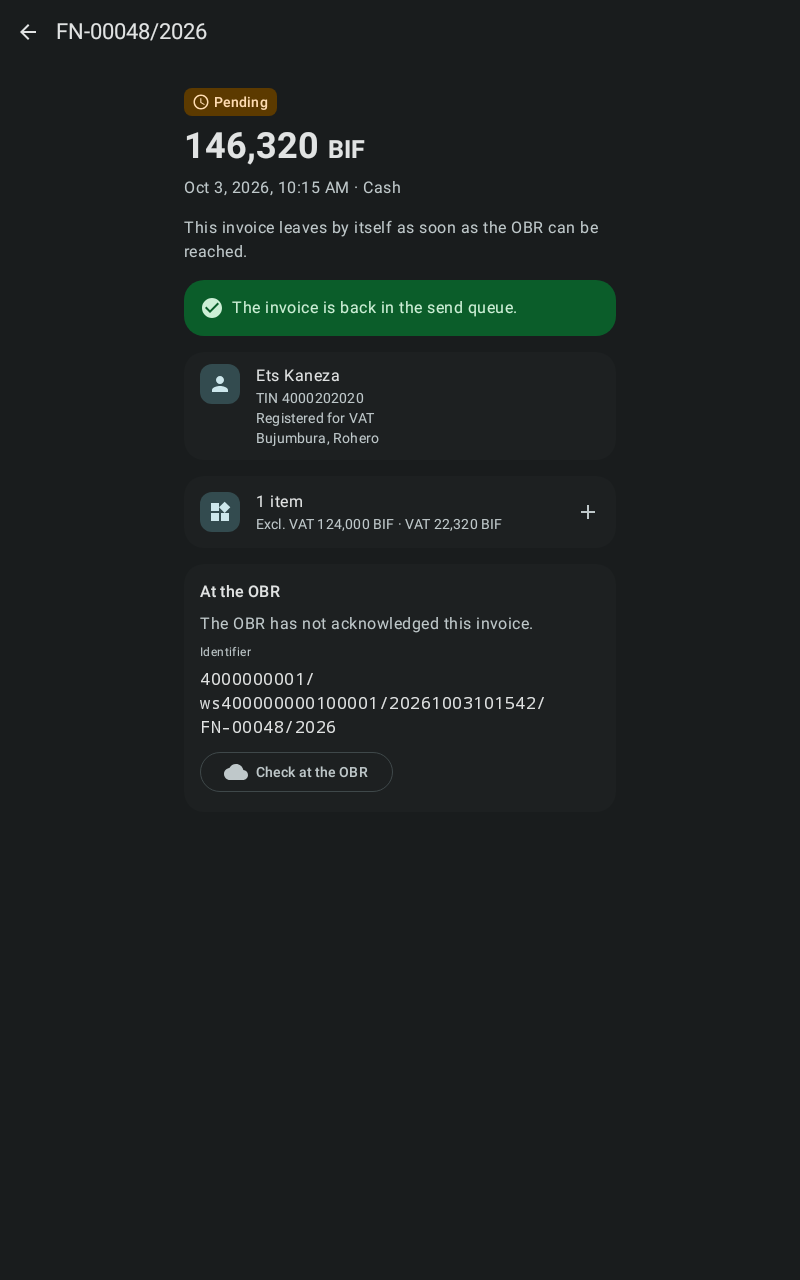 FN-00048/2026
Pending
146,320 BIF
Oct 3, 2026, 10:15 AM · Cash
This invoice leaves by itself as soon as the OBR can be
reached.
The invoice is back in the send queue.
Ets Kaneza
TIN 4000202020
Registered for VAT
Bujumbura, Rohero
1 item
Excl. VAT 124,000 BIF · VAT 22,320 BIF
At the OBR
The OBR has not acknowledged this invoice.
Identifier
4000000001/
ws400000000100001/20261003101542/
FN-00048/2026
Check at the OBR